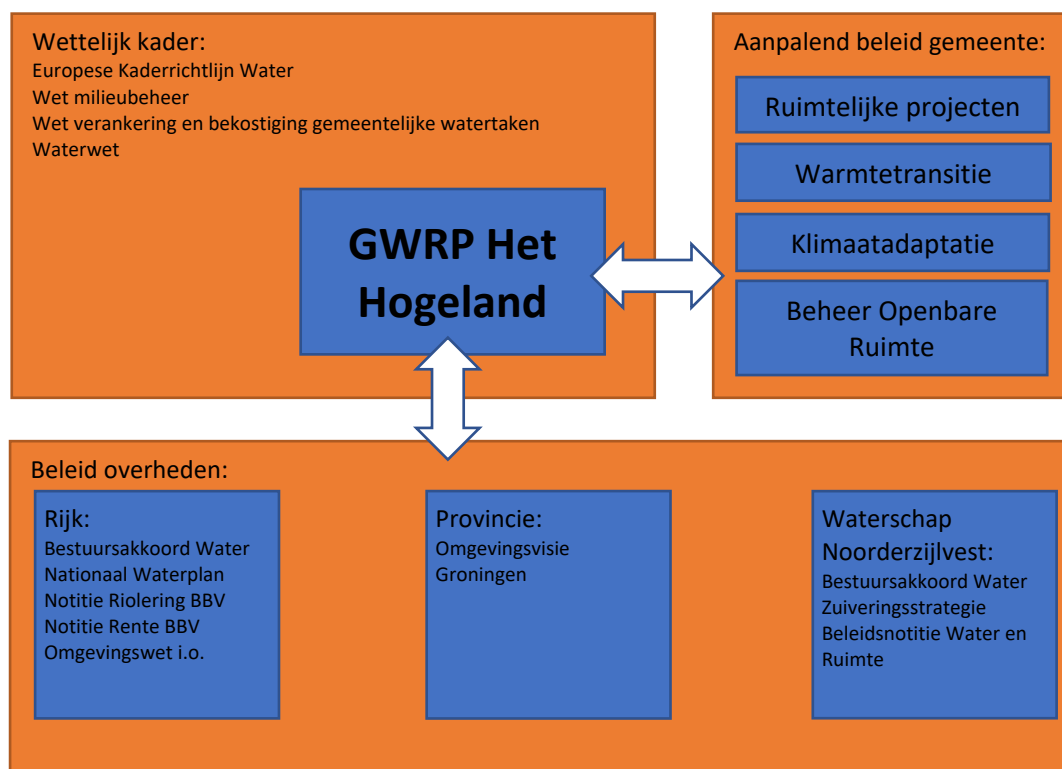 Wettelijk kader:
Europese Kaderrichtlijn Water
Wet milieubeheer
Wet verankering en bekostiging gemeentelijke watertaken
Waterwet
GWRP Het
Hogeland
Aanpalend beleid gemeente:
Ruimtelijke projecten
Warmtetransitie
Klimaatadaptatie
Beheer Openbare
Ruimte
Beleid overheden:
Rijk:
Bestuursakkoord Water
Nationaal Waterplan
Notitie Riolering BBV
Notitie Rente BBV
Omgevingswet i.o.
Provincie:
Omgevingsvisie
Groningen
Waterschap
Noorderzijlvest:
Bestuursakkoord Water
Zuiveringsstrategie
Beleidsnotitie Water en
Ruimte